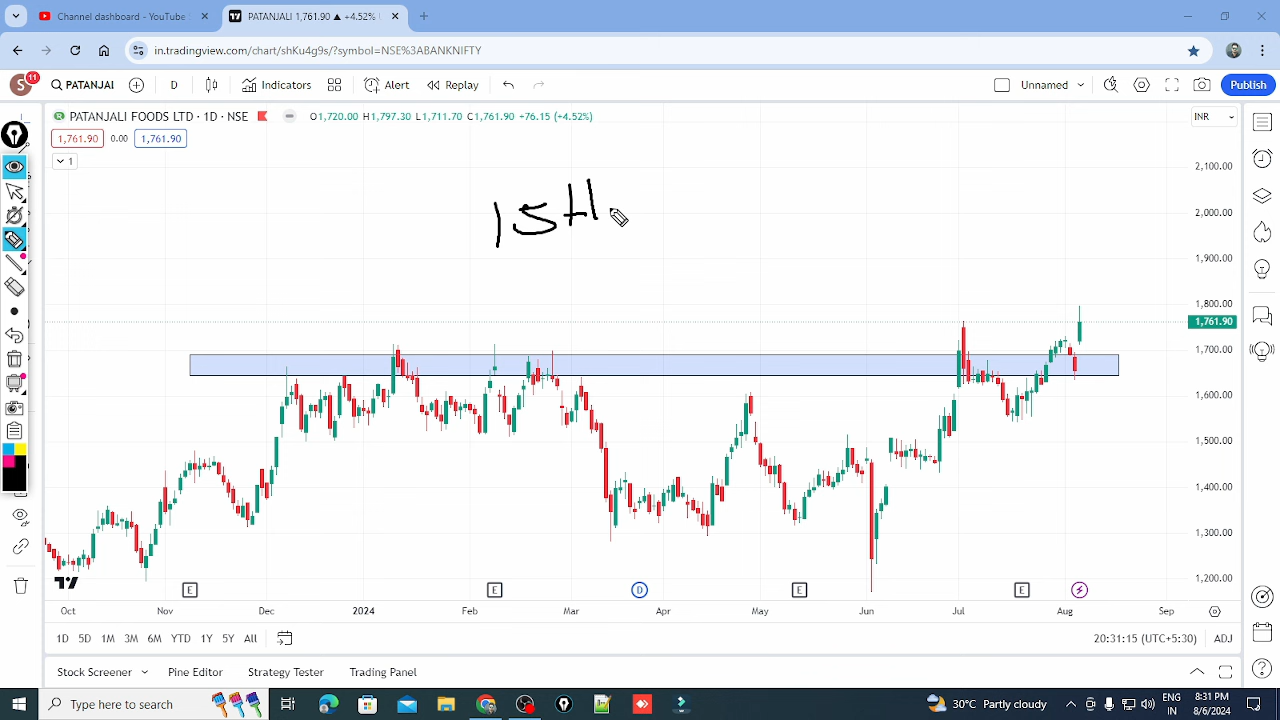 Channel dashboard - YouTube
PATANJALI 1,761.90 ▲ +4.52%
in.tradingview.com/chart/shKu4g9s/?symbol=NSE%3ABANKNIFTY
S 11 PATANJAI D Indicators Alert Replay Unnamed Publish
PATANJALI FOODS LTD · 1D · NSE O1,720.00 H1,797.30 L1,711.70 C1,761.90 +76.15 (+4.52%) INR
1,761.90 0.00 1,761.90
1
15H
2,100.00
2,000.00
1,900.00
1,800.00
1,761.90
1,700.00
1,600.00
1,500.00
1,400.00
1,300.00
1,200.00
E E D E E
Oct Nov Dec 2024 Feb Mar Apr May Jun Jul Aug Sep
1D 5D 1M 3M 6M YTD 1Y 5Y All 20:31:15 (UTC+5:30) ADJ
Stock Screener Pine Editor Strategy Tester Trading Panel
Type here to search 30°C Partly cloudy ENG IN 8:31 PM 8/6/2024